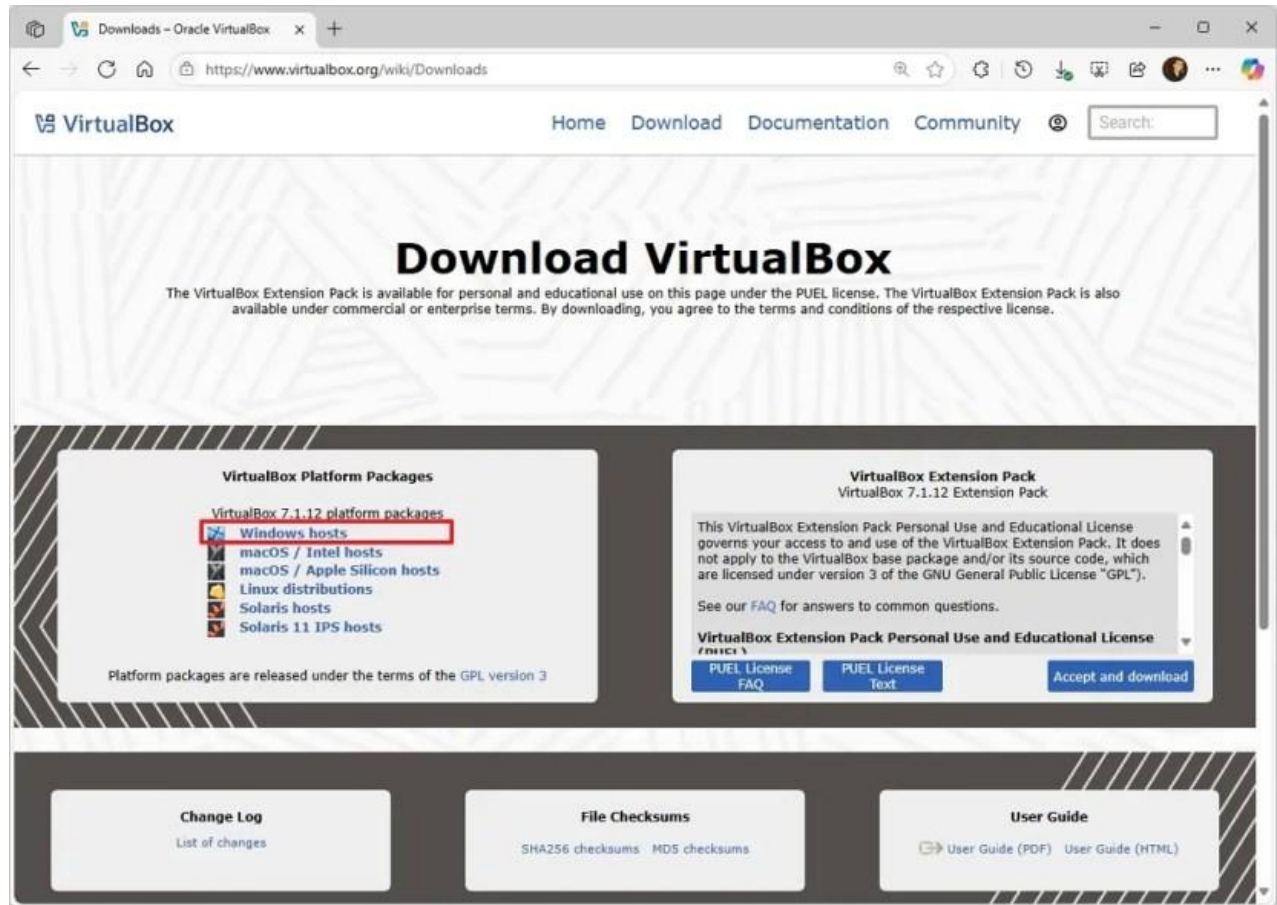 Downloads – Oracle VirtualBox
https://www.virtualbox.org/wiki/Downloads
VirtualBox
Home Download Documentation Community Search:
Download VirtualBox
The VirtualBox Extension Pack is available for personal and educational use on this page under the PUEL license. The VirtualBox Extension Pack is also
available under commercial or enterprise terms. By downloading, you agree to the terms and conditions of the respective license.
VirtualBox Platform Packages
VirtualBox 7.1.12 platform packages
Windows hosts
macOS / Intel hosts
macOS / Apple Silicon hosts
Linux distributions
Solaris hosts
Solaris 11 IPS hosts
Platform packages are released under the terms of the GPL version 3
VirtualBox Extension Pack
VirtualBox 7.1.12 Extension Pack
This VirtualBox Extension Pack Personal Use and Educational License
governs your access to and use of the VirtualBox Extension Pack. It does
not apply to the VirtualBox base package and/or its source code, which
are licensed under version 3 of the GNU General Public License "GPL").
See our FAQ for answers to common questions.
VirtualBox Extension Pack Personal Use and Educational License
(PUEL)
PUEL License
FAQ
PUEL License
Text
Accept and download
Change Log
List of changes
File Checksums
SHA256 checksums MD5 checksums
User Guide
User Guide (PDF) User Guide (HTML)